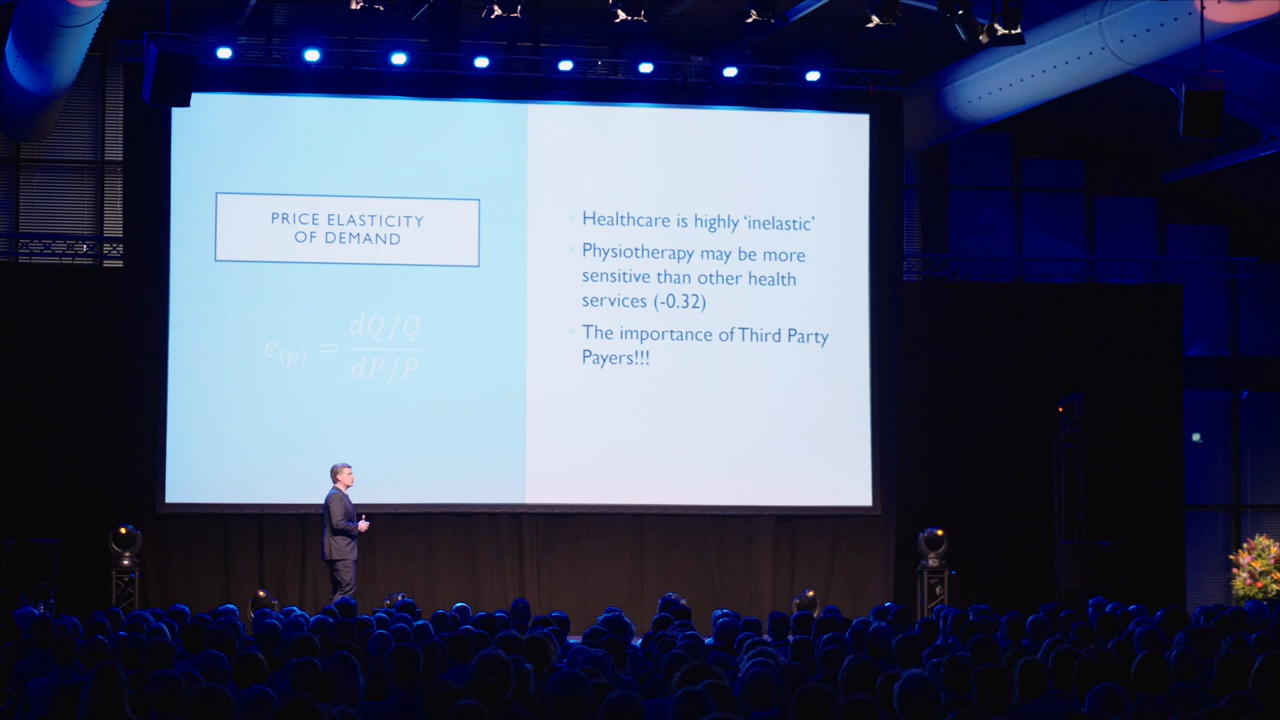 PRICE ELASTICITY
OF DEMAND
e₍p₎ = dQ/Q
dP/P
Healthcare is highly ‘inelastic’
Physiotherapy may be more
sensitive than other health
services (-0.32)
The importance of Third Party
Payers!!!